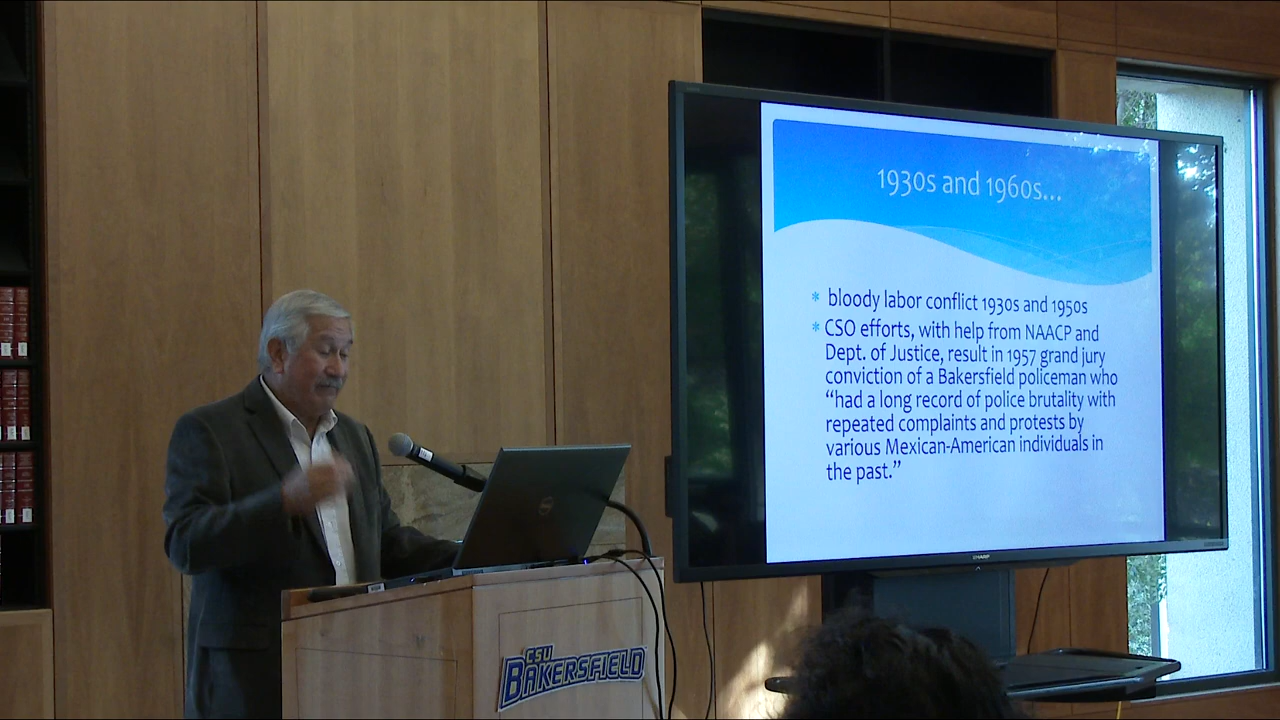 1930s and 1960s...
* bloody labor conflict 1930s and 1950s
* CSO efforts, with help from NAACP and
Dept. of Justice, result in 1957 grand jury
conviction of a Bakersfield policeman who
“had a long record of police brutality with
repeated complaints and protests by
various Mexican-American individuals in
the past.”
SHARP
DELL
CSU
BAKERSFIELD